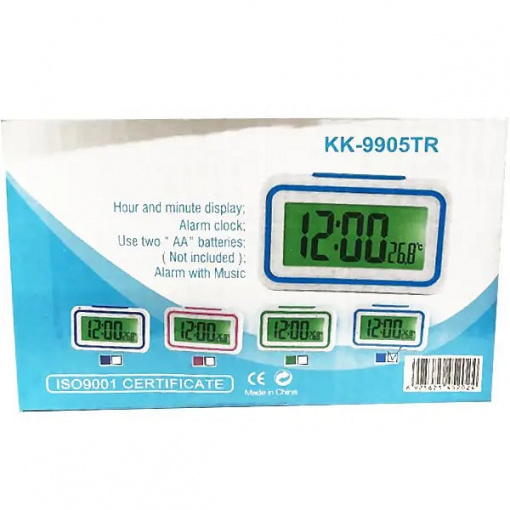 KK-9905TR
Hour and minute display;
Alarm clock;
Use two " AA" batteries;
( Not included );
Alarm with Music
12:00 26.8°C
12:00
12:00
12:00
12:00
ISO9001 CERTIFICATE
CE
Made in China